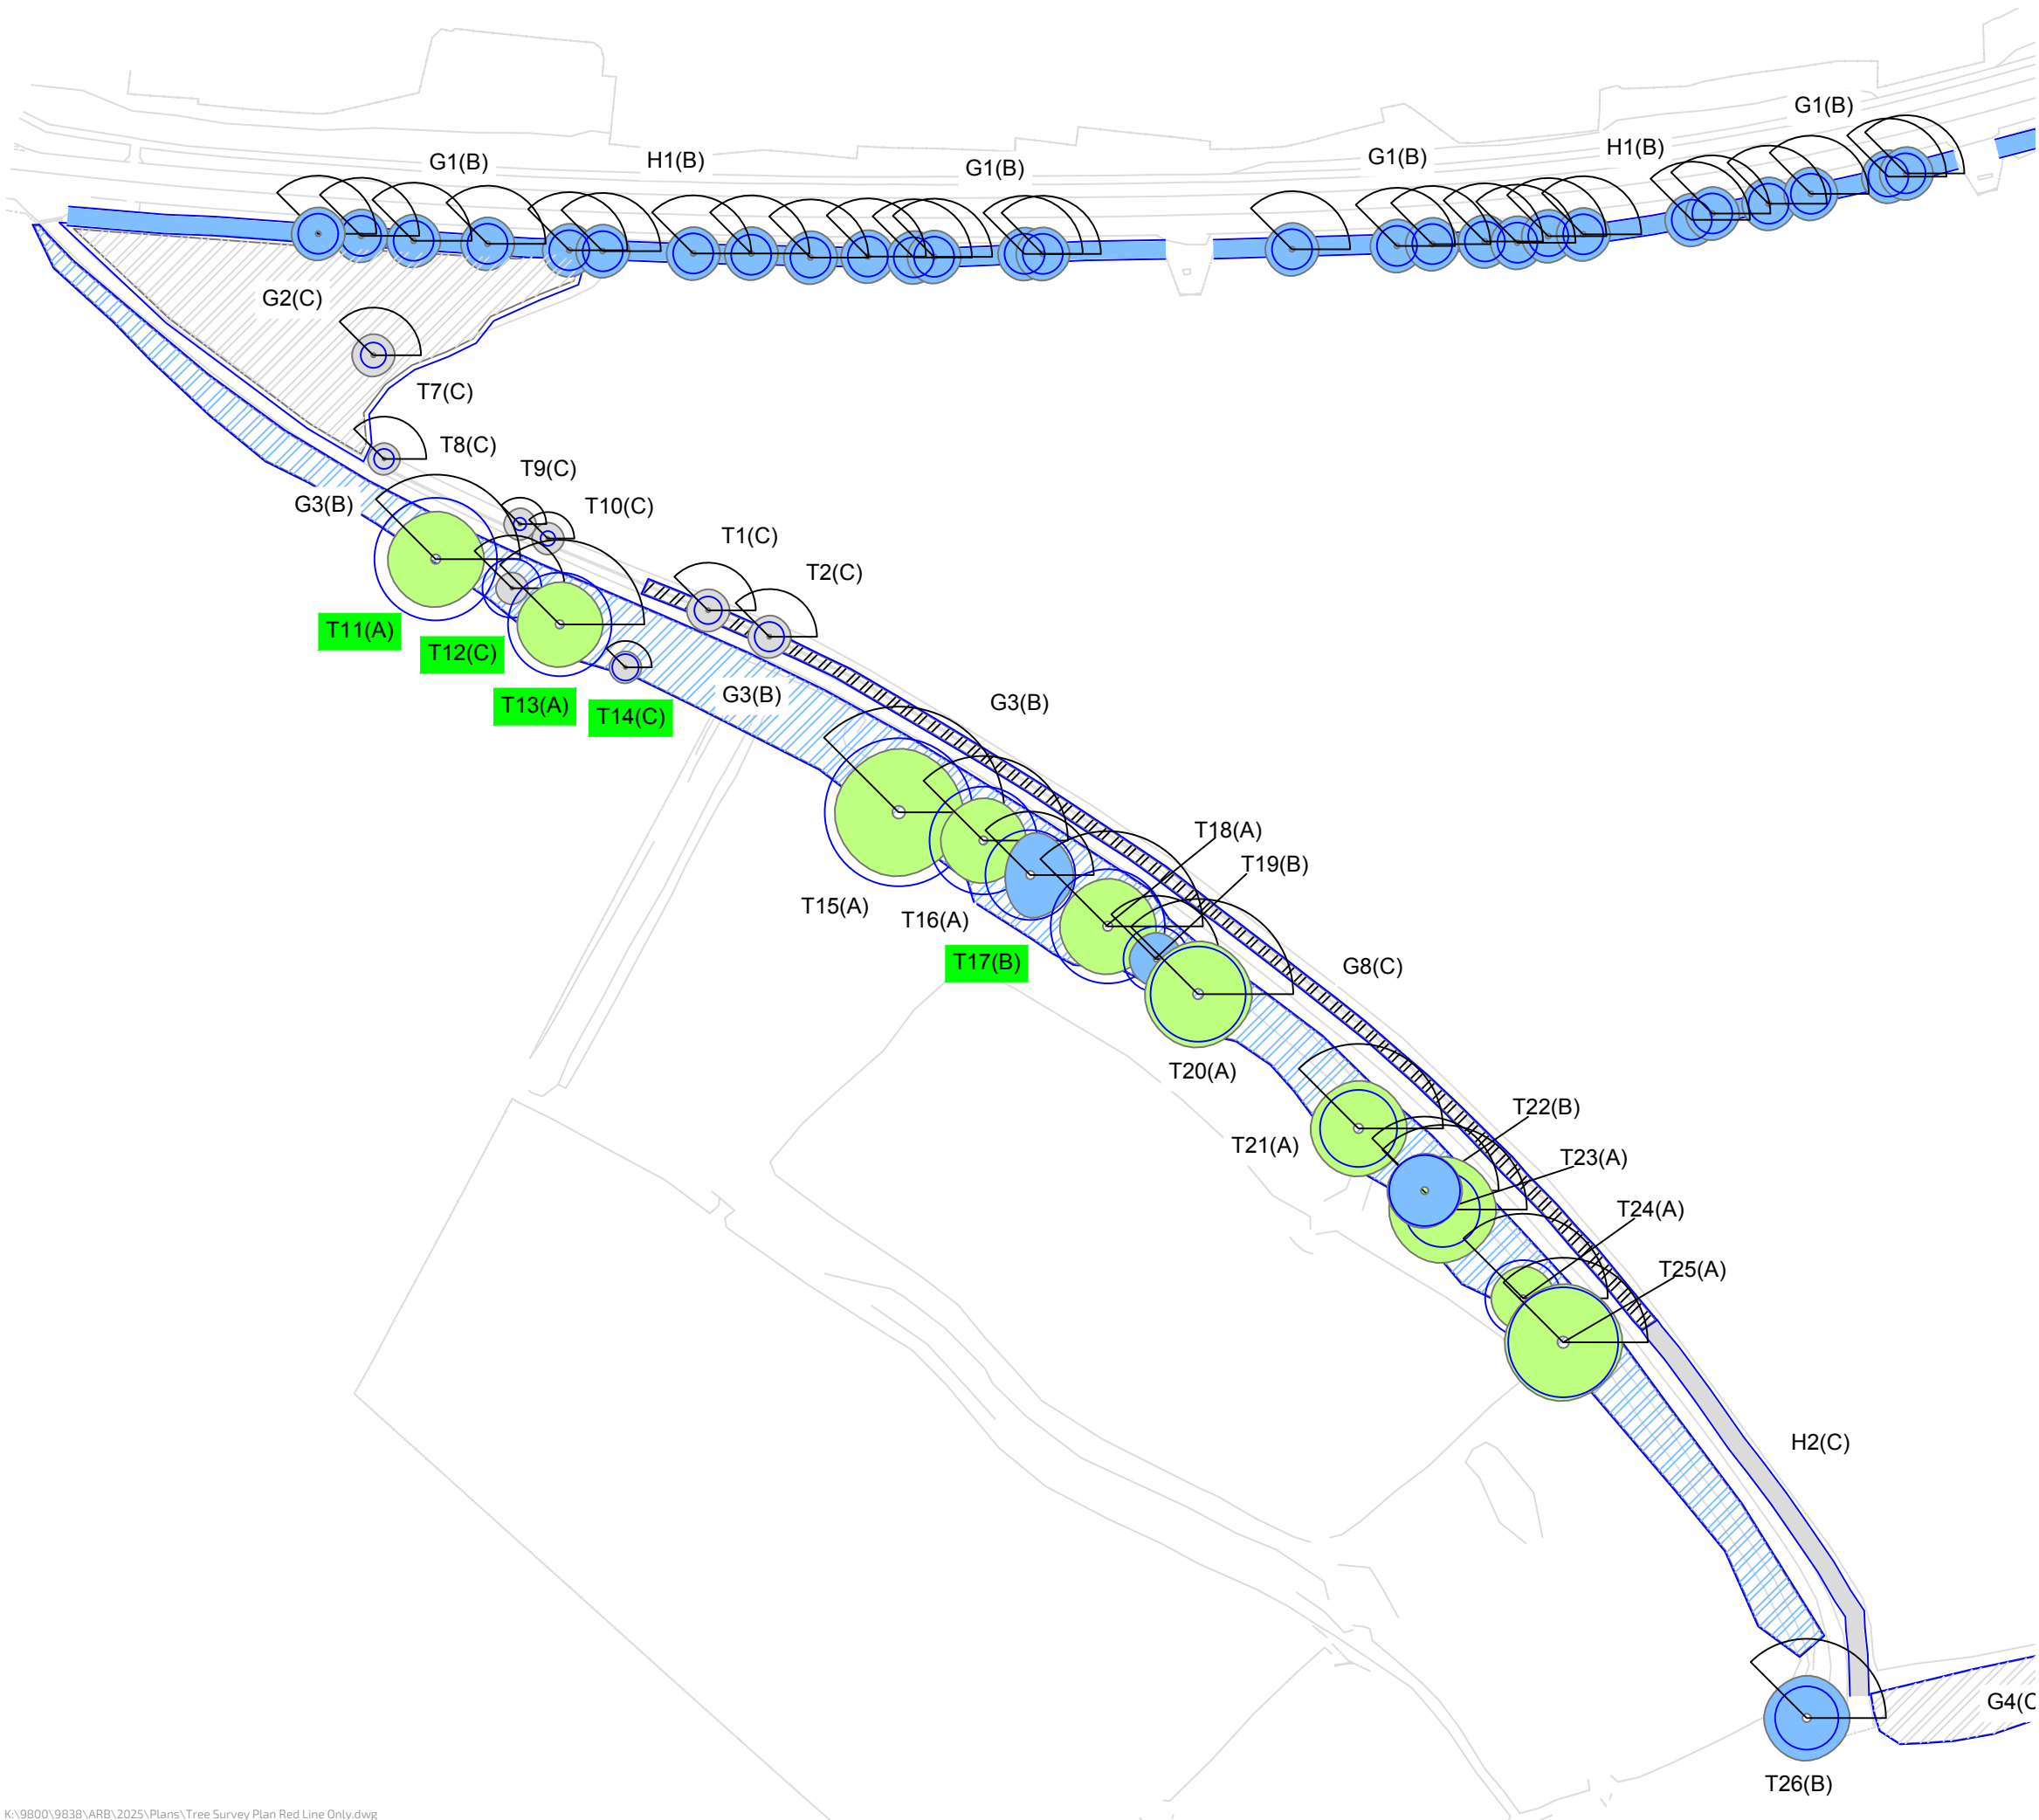 G1(B)
G1(B)
H1(B)
G1(B)
G1(B)
H1(B)
G2(C)
T7(C)
T8(C)
T9(C)
G3(B)
T10(C)
T1(C)
T2(C)
T11(A)
T12(C)
T13(A)
T14(C)
G3(B)
G3(B)
T18(A)
T19(B)
T15(A)
T16(A)
T17(B)
G8(C)
T20(A)
T22(B)
T21(A)
T23(A)
T24(A)
T25(A)
H2(C)
G4(C
T26(B)
K:\9800\9838\ARB\2025\Plans\Tree Survey Plan Red Line Only.dwg